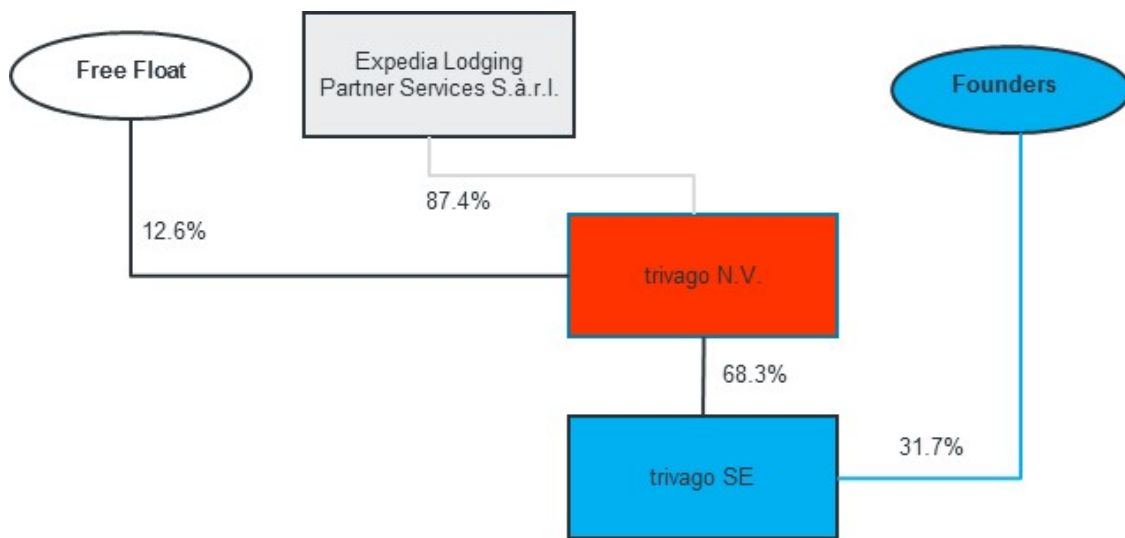 Free Float
Expedia Lodging
Partner Services S.à.r.l.
Founders
87.4%
12.6%
trivago N.V.
68.3%
31.7%
trivago SE